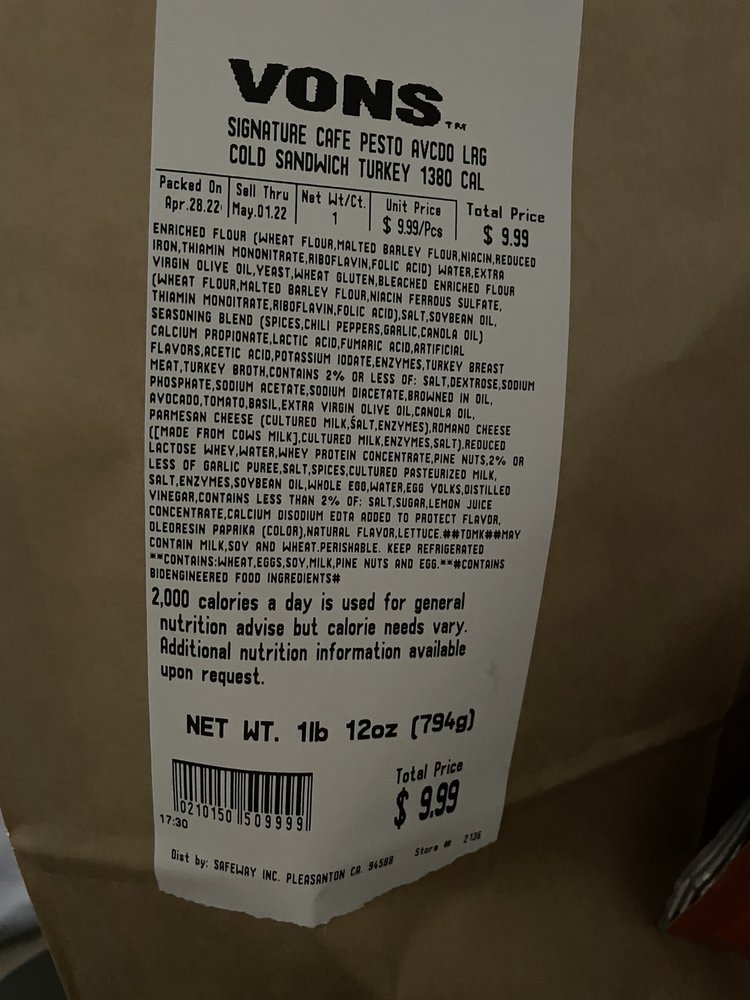 VONS™
SIGNATURE CAFE PESTO AVCDO LRG
COLD SANDWICH TURKEY 1380 CAL
Packed On Sell Thru Net Wt/Ct. Unit Price Total Price
Apr.28.22 May.01.22 1 $ 9.99/Pcs $ 9.99
ENRICHED FLOUR (WHEAT FLOUR,MALTED BARLEY FLOUR,NIACIN,REDUCED
IRON,THIAMIN MONONITRATE,RIBOFLAVIN,FOLIC ACID) WATER,EXTRA
VIRGIN OLIVE OIL,YEAST,WHEAT GLUTEN,BLEACHED ENRICHED FLOUR
(WHEAT FLOUR,MALTED BARLEY FLOUR,NIACIN FERROUS SULFATE,
THIAMIN MONOITRATE,RIBOFLAVIN,FOLIC ACID),SALT,SOYBEAN OIL,
SEASONING BLEND (SPICES,CHILI PEPPERS,GARLIC,CANOLA OIL)
CALCIUM PROPIONATE,LACTIC ACID,FUMARIC ACID,ARTIFICIAL
FLAVORS,ACETIC ACID,POTASSIUM IODATE,ENZYMES,TURKEY BREAST
MEAT,TURKEY BROTH,CONTAINS 2% OR LESS OF: SALT,DEXTROSE,SODIUM
PHOSPHATE,SODIUM ACETATE,SODIUM DIACETATE,BROWNED IN OIL,
AVOCADO,TOMATO,BASIL,EXTRA VIRGIN OLIVE OIL,CANOLA OIL,
PARMESAN CHEESE (CULTURED MILK,SALT,ENZYMES),ROMANO CHEESE
([MADE FROM COWS MILK],CULTURED MILK,ENZYMES,SALT),REDUCED
LACTOSE WHEY,WATER,WHEY PROTEIN CONCENTRATE,PINE NUTS,2% OR
LESS OF GARLIC PUREE,SALT,SPICES,CULTURED PASTEURIZED MILK,
SALT,ENZYMES,SOYBEAN OIL,WHOLE EGG,WATER,EGG YOLKS,DISTILLED
VINEGAR,CONTAINS LESS THAN 2% OF: SALT,SUGAR,LEMON JUICE
CONCENTRATE,CALCIUM DISODIUM EDTA ADDED TO PROTECT FLAVOR,
OLEORESIN PAPRIKA (COLOR),NATURAL FLAVOR,LETTUCE.##TDMK##MAY
CONTAIN MILK,SOY AND WHEAT.PERISHABLE. KEEP REFRIGERATED
**CONTAINS:WHEAT,EGGS,SOY,MILK,PINE NUTS AND EGG.**#CONTAINS
BIOENGINEERED FOOD INGREDIENTS#
2,000 calories a day is used for general
nutrition advise but calorie needs vary.
Additional nutrition information available
upon request.
NET WT. 1lb 12oz (794g)
Total Price
$ 9.99
0210150 509999
17:30
Dist by: SAFEWAY INC. PLEASANTON CA. 94588 Store # 2136